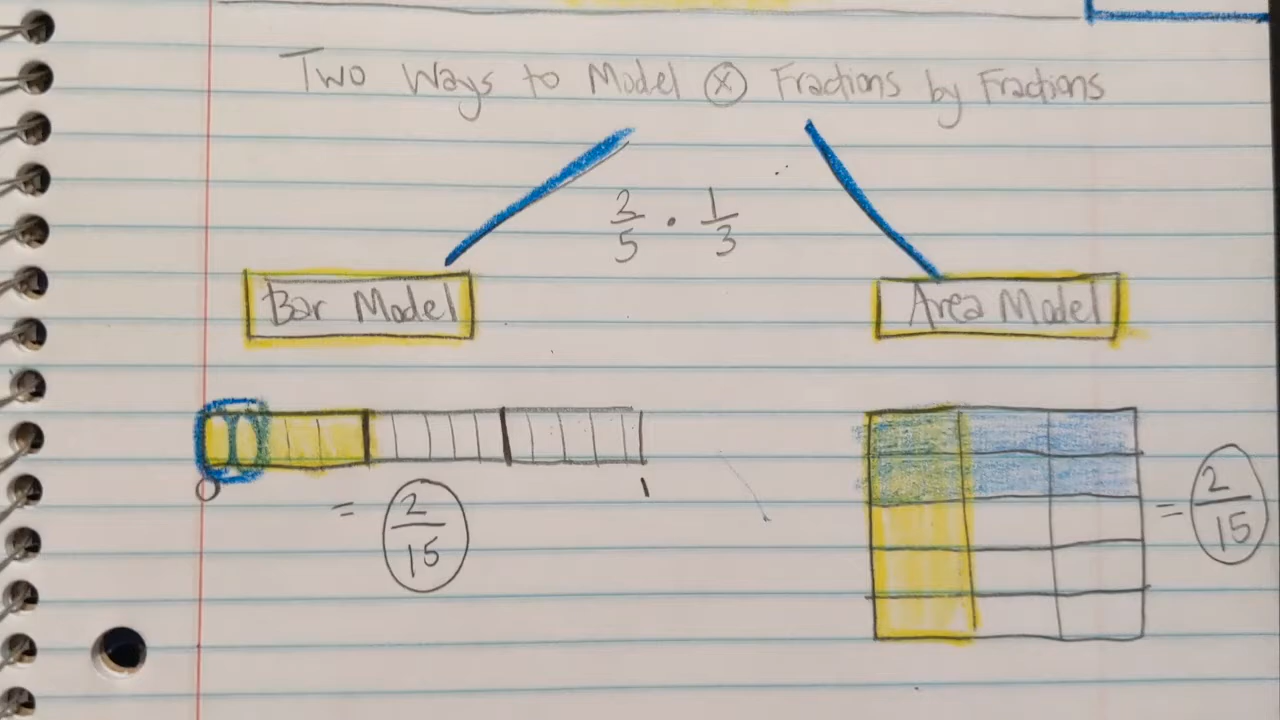 Two Ways to Model ⓧ Fractions by Fractions
2/5 · 1/3
Bar Model
Area Model
0
1
= 2/15
= 2/15